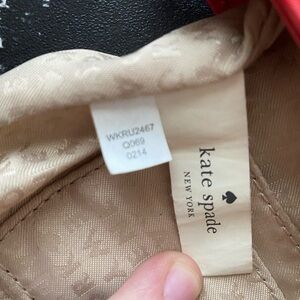 WKRU2467
Q069
0214
kate spade
NEW YORK